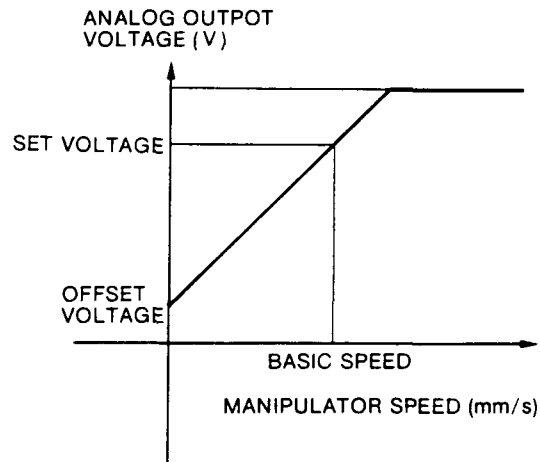 ANALOG OUTPOT
VOLTAGE (V)
SET VOLTAGE
OFFSET
VOLTAGE
BASIC SPEED
MANIPULATOR SPEED (mm/s)